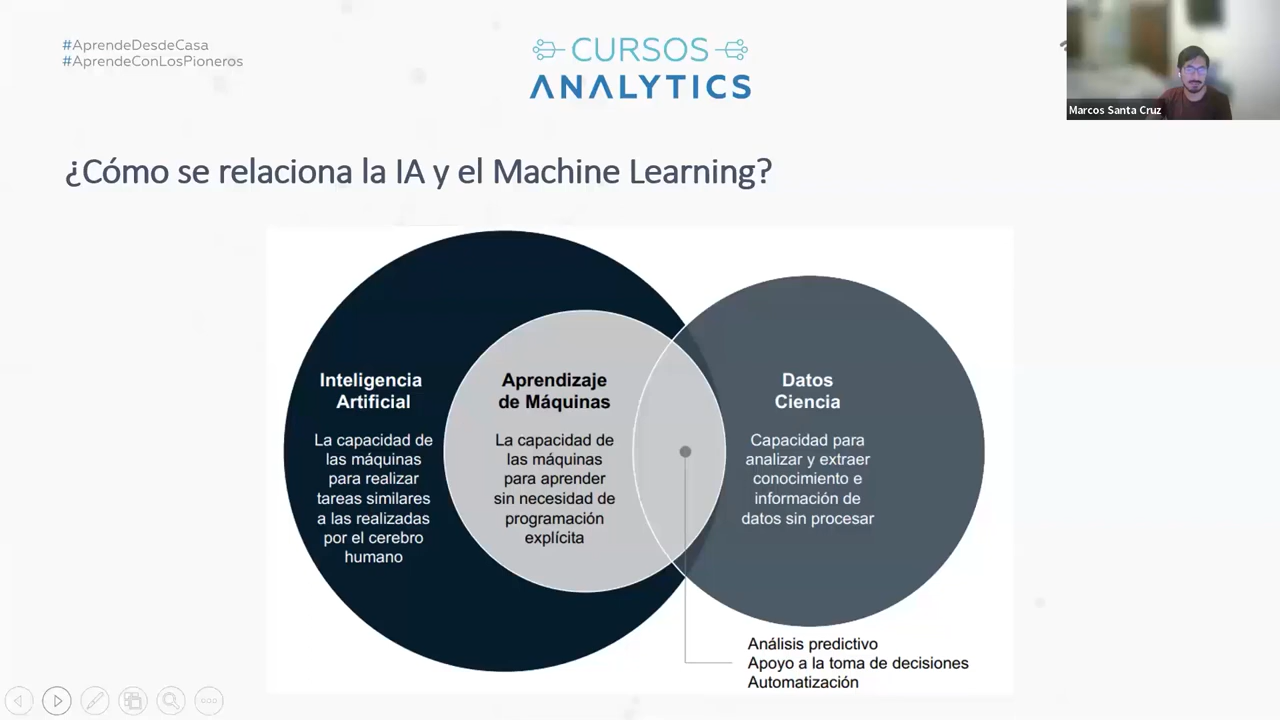 #AprendeDesdeCasa
#AprendeConLosPioneros
CURSOS
ANALYTICS
Marcos Santa Cruz
¿Cómo se relaciona la IA y el Machine Learning?
Inteligencia
Artificial
La capacidad de
las máquinas
para realizar
tareas similares
a las realizadas
por el cerebro
humano
Aprendizaje
de Máquinas
La capacidad de
las máquinas
para aprender
sin necesidad de
programación
explícita
Datos
Ciencia
Capacidad para
analizar y extraer
conocimiento e
información de
datos sin procesar
Análisis predictivo
Apoyo a la toma de decisiones
Automatización